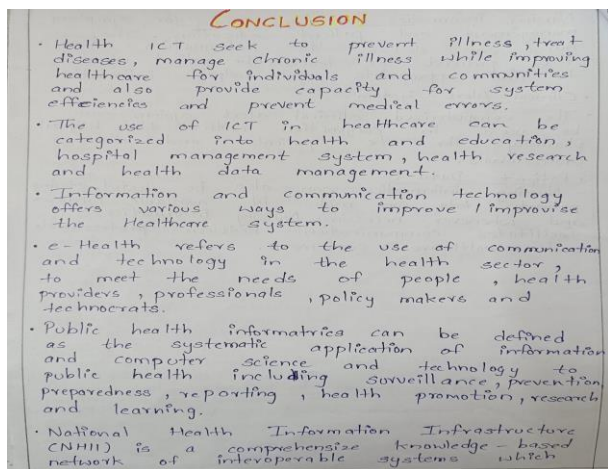 CONCLUSION
• Health ICT seek to prevent illness, treat
diseases, manage chronic illness while improving
healthcare for individuals and communities
and also provide capacity for system
efficiencies and prevent medical errors.
• The use of ICT in healthcare can be
categorized into health and education,
hospital management system, health research
and health data management.
• Information and communication technology
offers various ways to improve / improvise
the Healthcare system.
• e-Health refers to the use of communication
and technology in the health sector,
to meet the needs of people, health
providers, professionals, policy makers and
technocrats.
• Public health informatrics can be defined
as the systematic application of information
and computer science and technology to
public health including surveillance, prevention,
preparedness, reporting, health promotion, research
and learning.
• National Health Information Infrastructure
(NHII) is a comprehensize knowledge-based
network of interoperable systems which